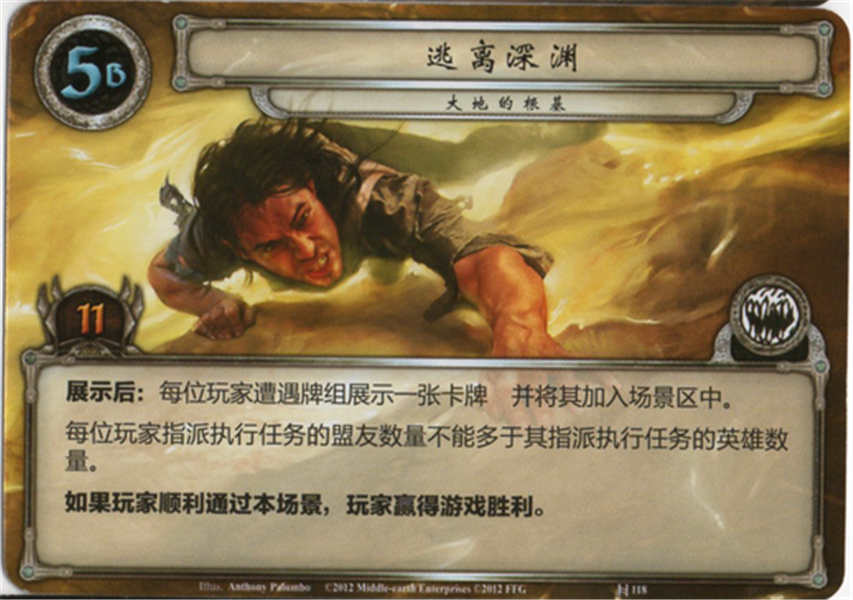 5B
逃离深渊
大地的根基
11
展示后：每位玩家遭遇牌组展示一张卡牌 并将其加入场景区中。
每位玩家指派执行任务的盟友数量不能多于其指派执行任务的英雄数
量。
如果玩家顺利通过本场景，玩家赢得游戏胜利。
Illus. Anthony Palumbo ©2012 Middle-earth Enterprises ©2012 FFG 118